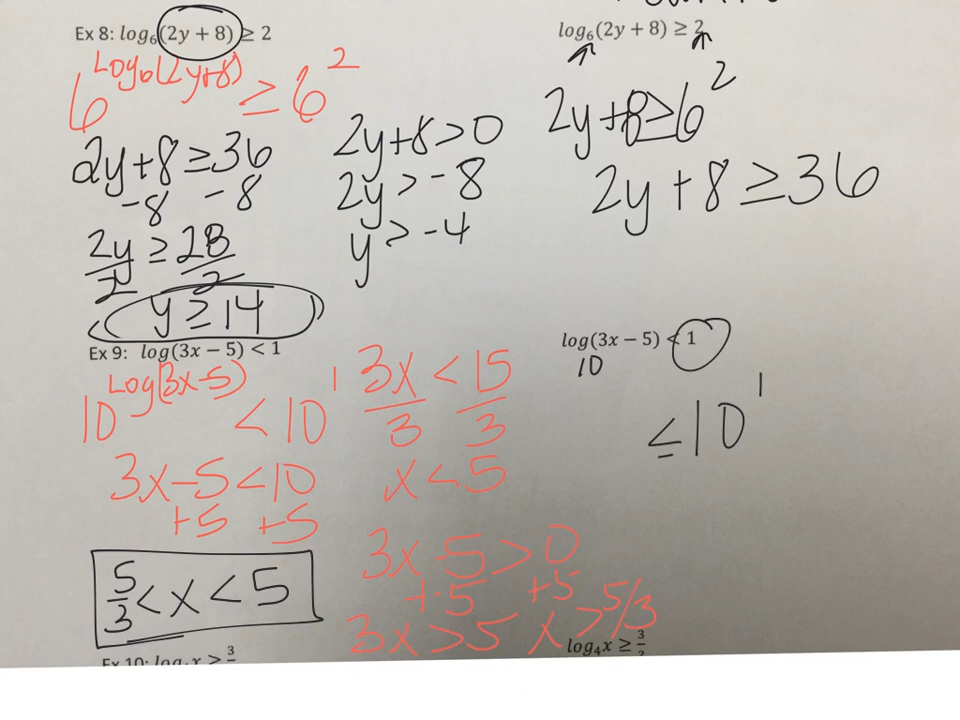 Ex 8: log₆(2y + 8) ≥ 2
6^Log₆(2y+8) ≥ 6²
2y+8 ≥ 36
-8 -8
2y/2 ≥ 28/2
y ≥ 14
2y+8 > 0
2y > -8
y > -4
log₆(2y + 8) ≥ 2
2y+8 ≥ 6²
2y + 8 ≥ 36
Ex 9: log(3x − 5) < 1
10^Log(3x-5) < 10¹
3x-5 < 10
+5 +5
3x/3 < 15/3
x < 5
3x-5 > 0
+5 +5
3x > 5 x > 5/3
5/3 < x < 5
log(3x − 5) < 1
10
≤ 10¹
Ex 10: log x ≥ 3
log₄x ≥ 3/2